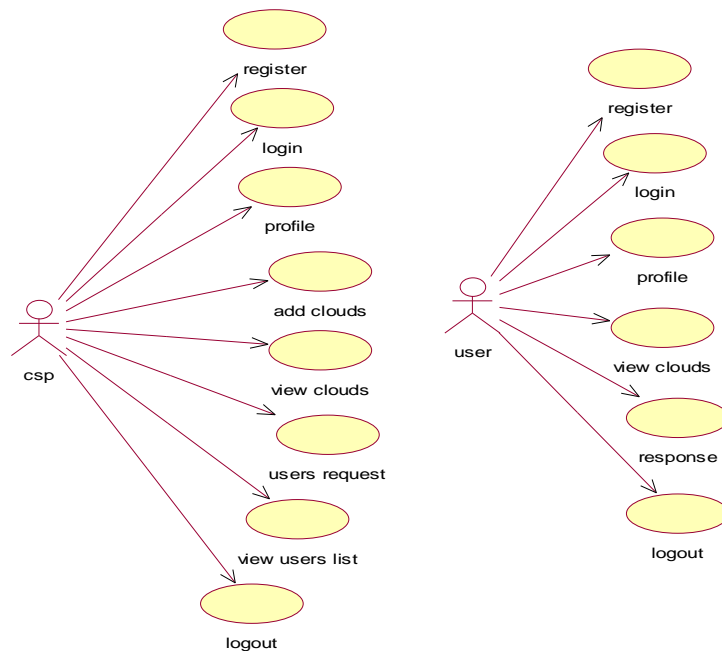 register
login
profile
add clouds
view clouds
users request
view users list
logout
csp
register
login
profile
view clouds
response
logout
user